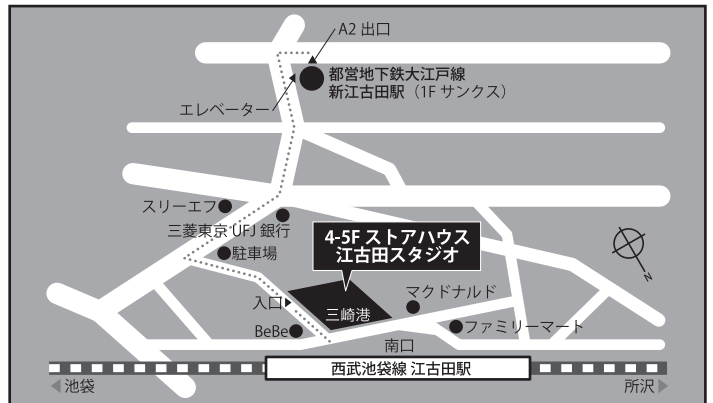 A2 出口
都営地下鉄大江戸線
新江古田駅（1F サンクス）
エレベーター
スリーエフ
三菱東京 UFJ 銀行
駐車場
4-5F ストアハウス
江古田スタジオ
入口
三崎港
マクドナルド
BeBe
ファミリーマート
南口
西武池袋線 江古田駅
池袋
所沢
N